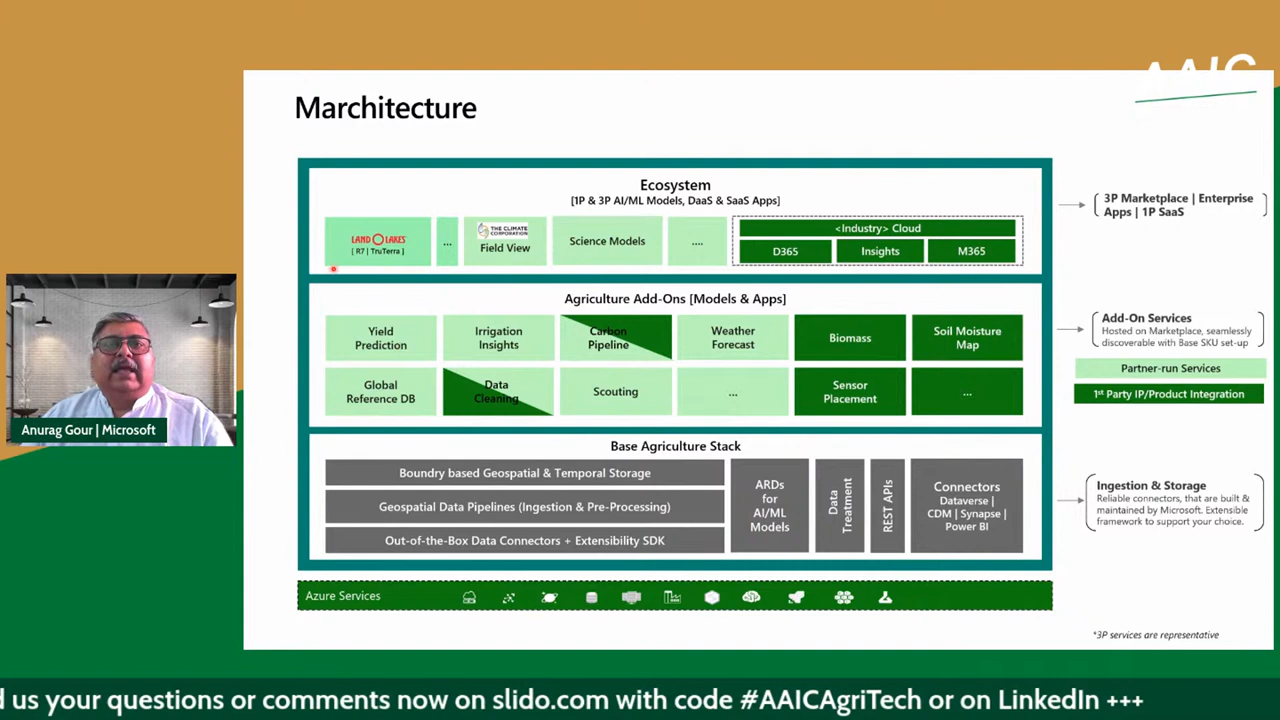 AAIC
Marchitecture
Ecosystem
[1P & 3P AI/ML Models, DaaS & SaaS Apps]
LAND O LAKES
[ R7 | TruTerra ]
...
THE CLIMATE
CORPORATION
Field View
Science Models
....
<Industry> Cloud
D365
Insights
M365
3P Marketplace | Enterprise
Apps | 1P SaaS
Agriculture Add-Ons [Models & Apps]
Yield
Prediction
Irrigation
Insights
Carbon
Pipeline
Weather
Forecast
Biomass
Soil Moisture
Map
Global
Reference DB
Data
Cleaning
Scouting
...
Sensor
Placement
...
Add-On Services
Hosted on Marketplace, seamlessly
discoverable with Base SKU set-up
Partner-run Services
1st Party IP/Product Integration
Base Agriculture Stack
Boundry based Geospatial & Temporal Storage
Geospatial Data Pipelines (Ingestion & Pre-Processing)
Out-of-the-Box Data Connectors + Extensibility SDK
ARDs
for
AI/ML
Models
Data
Treatment
REST APIs
Connectors
Dataverse |
CDM | Synapse |
Power BI
Ingestion & Storage
Reliable connectors, that are built &
maintained by Microsoft. Extensible
framework to support your choice.
Azure Services
*3P services are representative
Anurag Gour | Microsoft
d us your questions or comments now on slido.com with code #AAICAgriTech or on LinkedIn +++